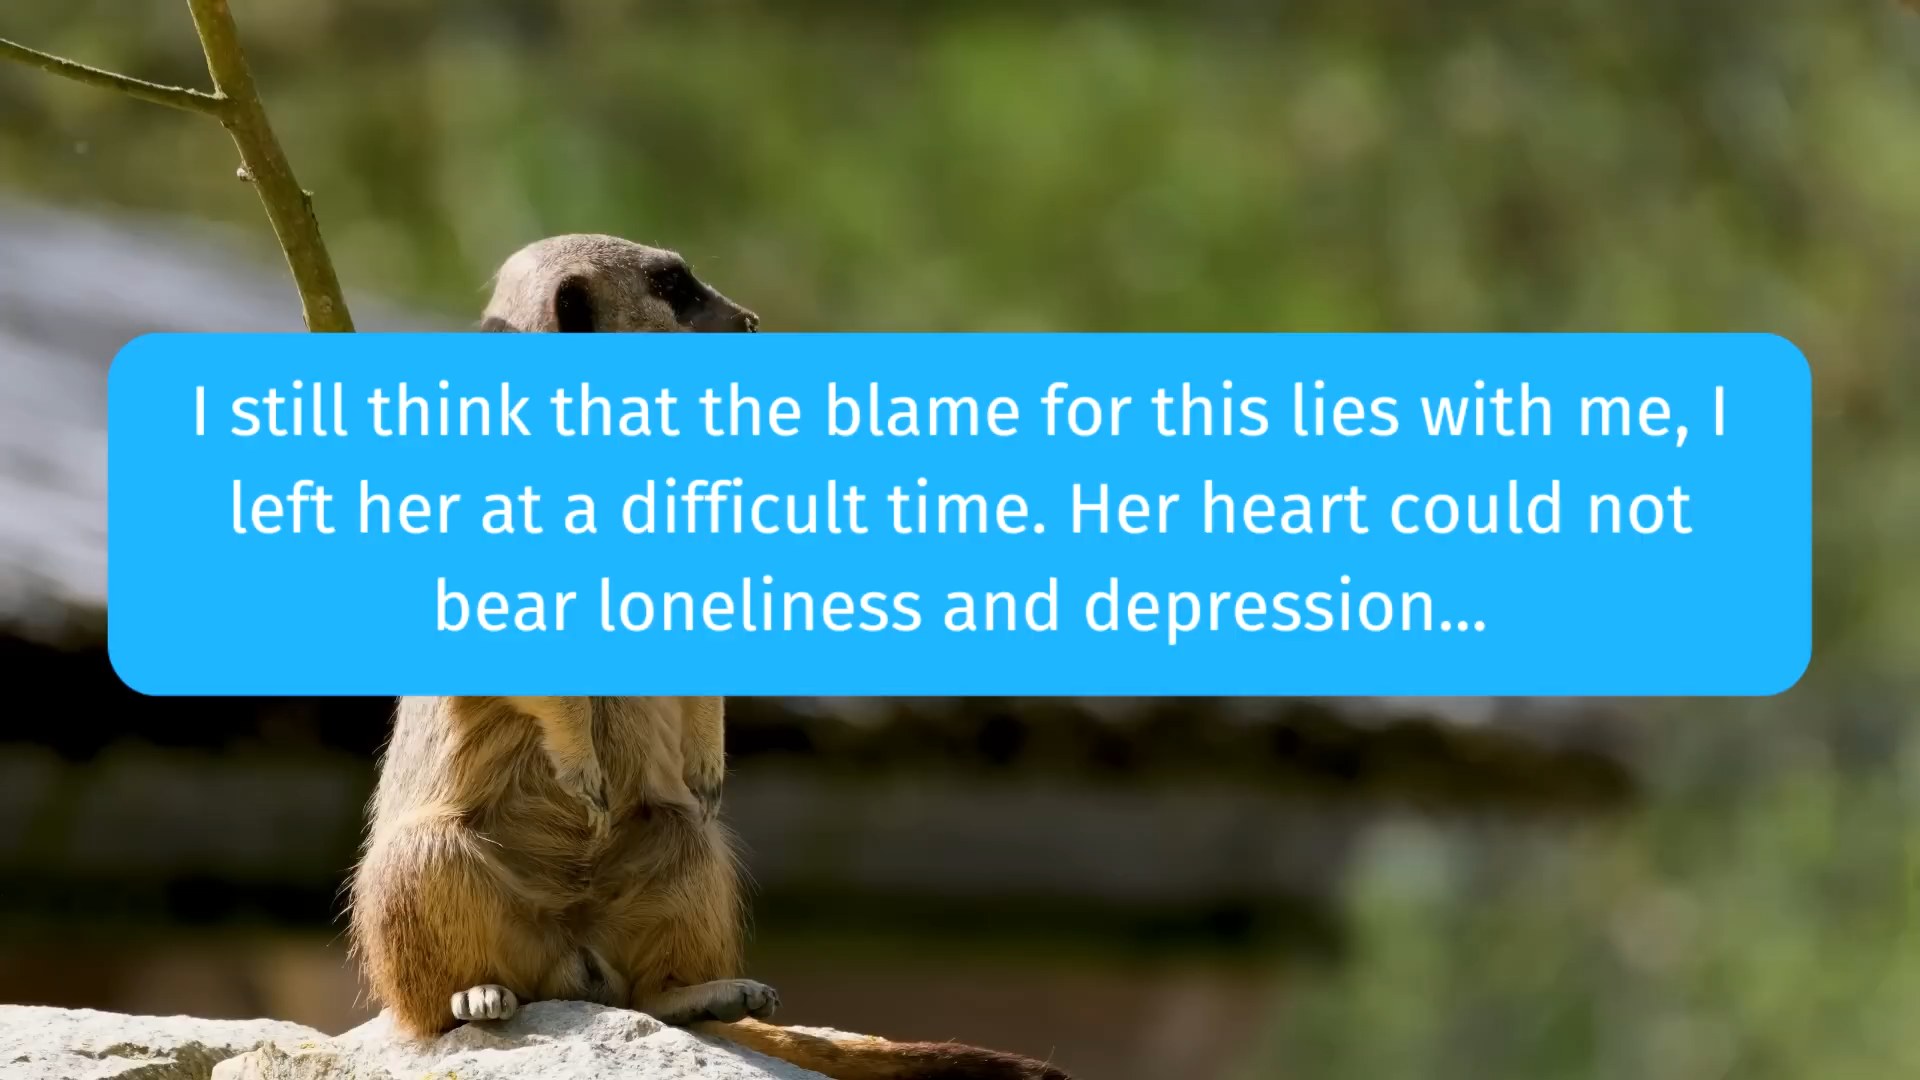 I still think that the blame for this lies with me, I
left her at a difficult time. Her heart could not
bear loneliness and depression...